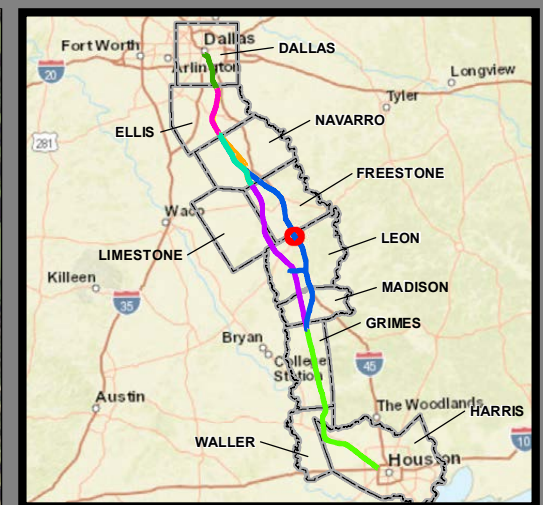 Fort Worth
Dallas
DALLAS
Arlington
20
Longview
Tyler
ELLIS
NAVARRO
281
FREESTONE
Waco
LEON
LIMESTONE
Killeen
MADISON
35
GRIMES
Bryan
College
Station
45
Austin
The Woodlands
HARRIS
WALLER
10
Houston